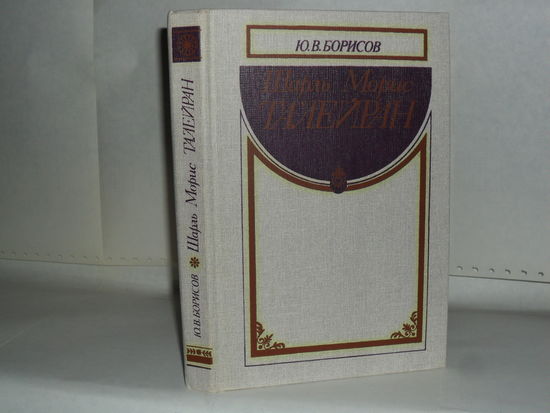 Ю.В.БОРИСОВ
Шарль Морис
ТАЛЕЙРАН
Ю.В.БОРИСОВ * Шарль Морис ТАЛЕЙРАН